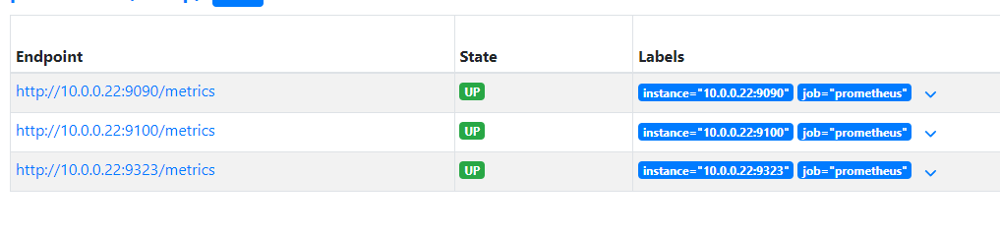 Endpoint State Labels
http://10.0.0.22:9090/metrics UP instance="10.0.0.22:9090" job="prometheus"
http://10.0.0.22:9100/metrics UP instance="10.0.0.22:9100" job="prometheus"
http://10.0.0.22:9323/metrics UP instance="10.0.0.22:9323" job="prometheus"